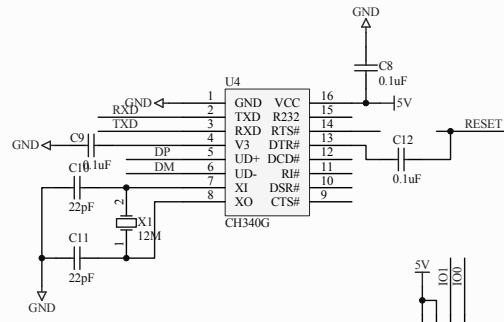 GND
C8
0.1uF
U4
GND 1 GND VCC 16 5V
RXD 2 TXD R232 15
TXD 3 RXD RTS# 14 RESET
GND C9 0.1uF 4 V3 DTR# 13 C12
DP 5 UD+ DCD# 12
DM 6 UD- RI# 11 0.1uF
C10 7 XI DSR# 10
22pF 8 XO CTS# 9
2 X1 CH340G
1 12M
C11
22pF
GND
5V IO1 IO0